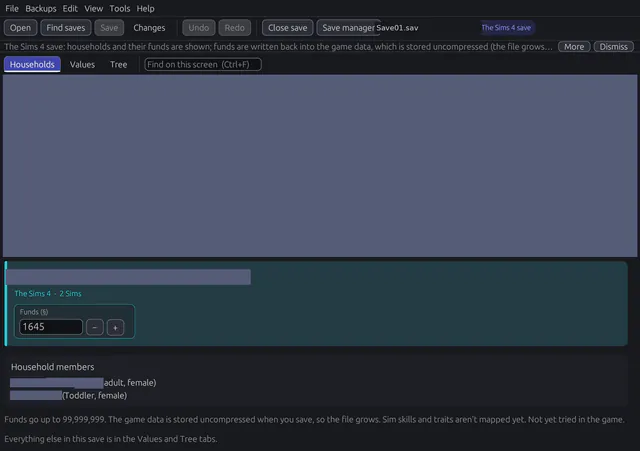 File Backups Edit View Tools Help
Open Find saves Save Changes Undo Redo Close save Save manager Save01.sav The Sims 4 save
The Sims 4 save: households and their funds are shown; funds are written back into the game data, which is stored uncompressed (the file grows... More Dismiss
Households Values Tree Find on this screen (Ctrl+F)
The Sims 4 - 2 Sims
Funds (§)
1645 − +
Household members
adult, female)
(Toddler, female)
Funds go up to 99,999,999. The game data is stored uncompressed when you save, so the file grows. Sim skills and traits aren't mapped yet. Not yet tried in the game.
Everything else in this save is in the Values and Tree tabs.